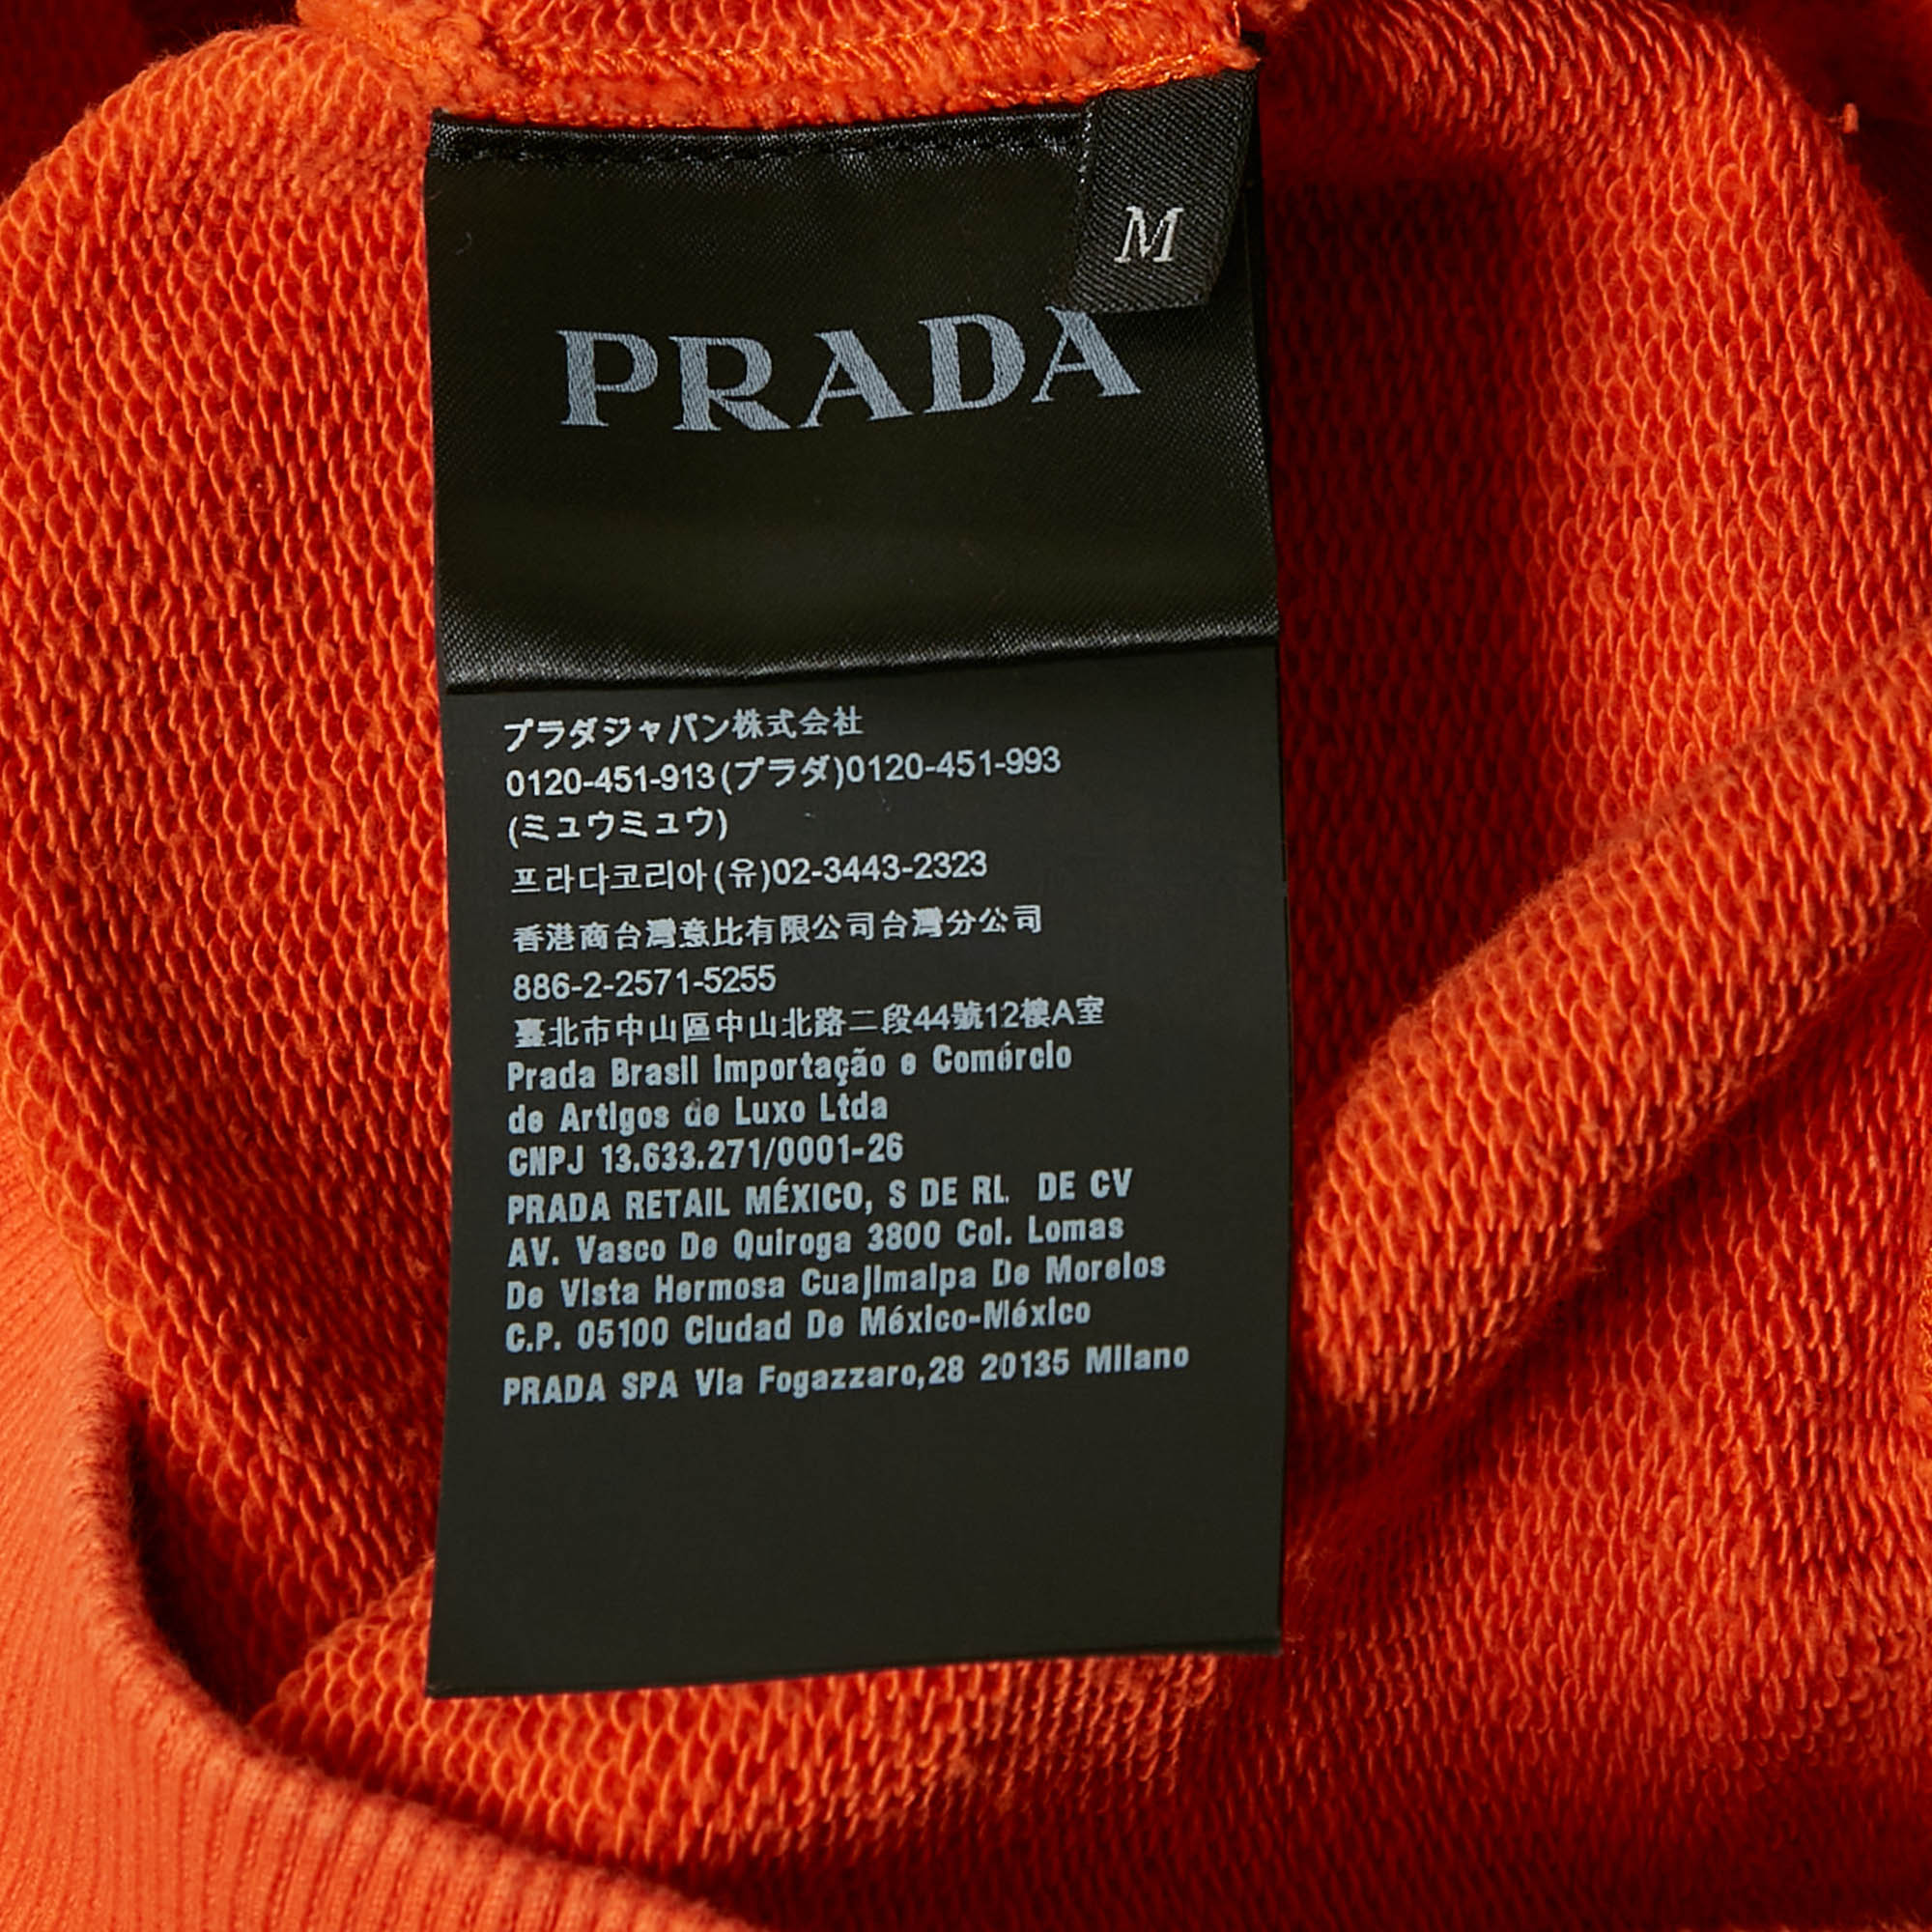 M
PRADA
プラダジャパン株式会社
0120-451-913(プラダ)0120-451-993
(ミュウミュウ)
프라다코리아(유)02-3443-2323
香港商台灣意比有限公司台灣分公司
886-2-2571-5255
臺北市中山區中山北路二段44號12樓A室
Prada Brasil Importação e Comércio
de Artigos de Luxo Ltda
CNPJ 13.633.271/0001-26
PRADA RETAIL MÉXICO, S DE RL DE CV
AV. Vasco De Quiroga 3800 Col. Lomas
De Vista Hermosa Cuajimalpa De Morelos
C.P. 05100 Ciudad De México-México
PRADA SPA Via Fogazzaro,28 20135 Milano